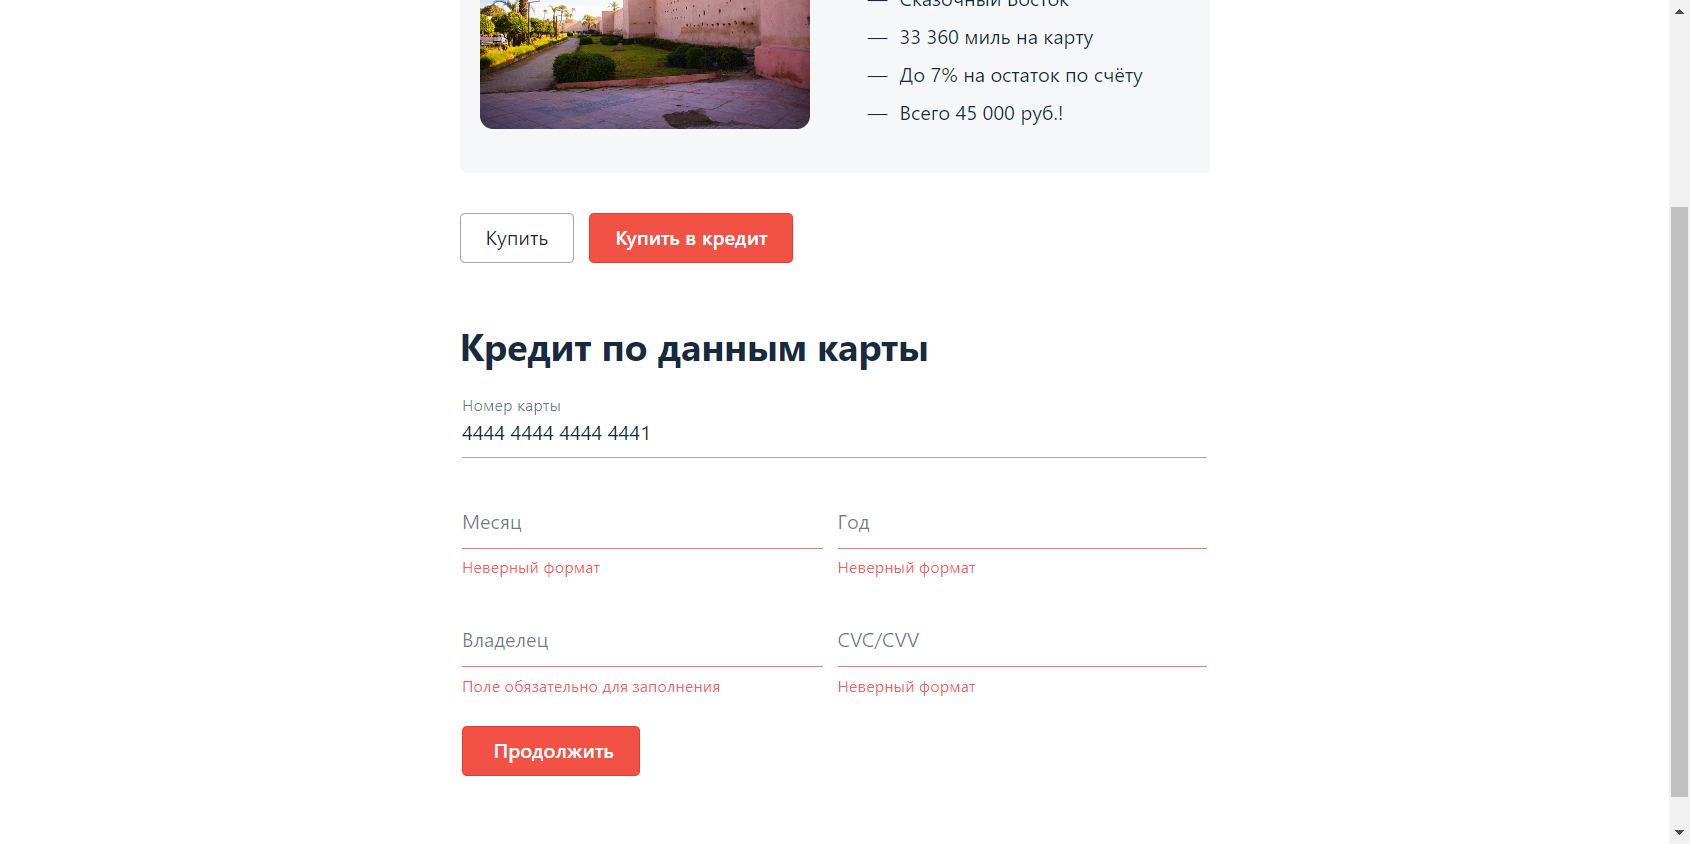 — Сказочный Восток
— 33 360 миль на карту
— До 7% на остаток по счёту
— Всего 45 000 руб.!
Купить
Купить в кредит
Кредит по данным карты
Номер карты
4444 4444 4444 4441
Месяц
Год
Неверный формат
Неверный формат
Владелец
CVC/CVV
Поле обязательно для заполнения
Неверный формат
Продолжить